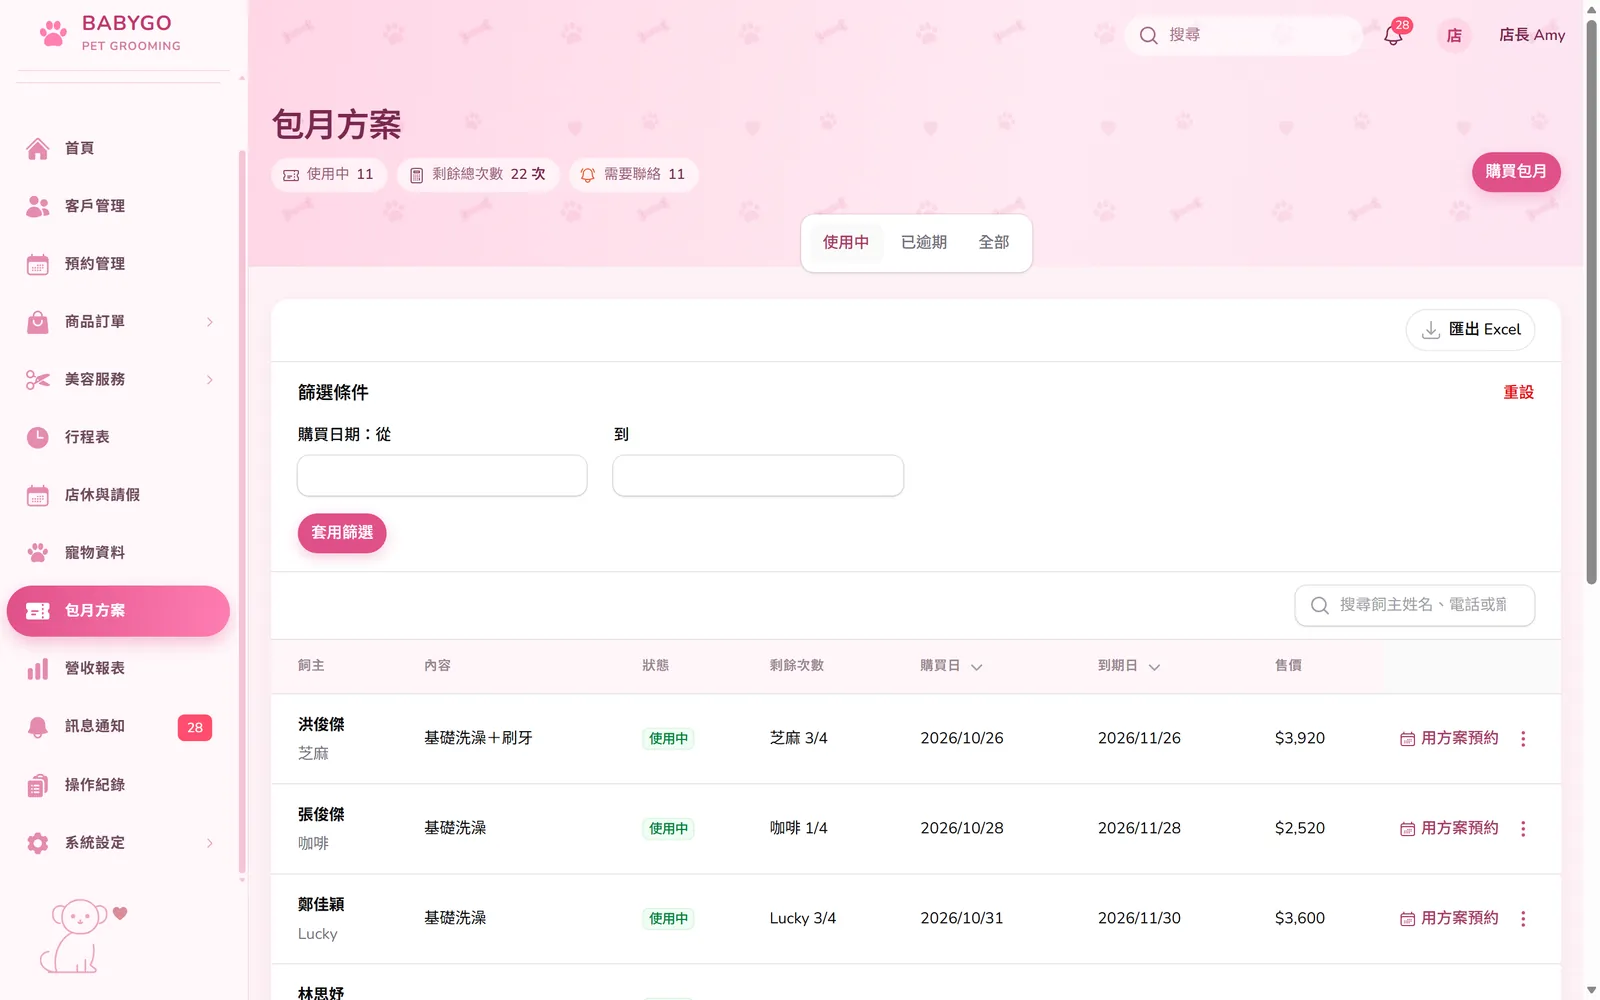 BABYGO
PET GROOMING
首頁
客戶管理
預約管理
商品訂單
美容服務
行程表
店休與請假
寵物資料
包月方案
營收報表
訊息通知 28
操作紀錄
系統設定
搜尋
28
店
店長 Amy
包月方案
使用中 11
剩餘總次數 22 次
需要聯絡 11
購買包月
使用中 已逾期 全部
匯出 Excel
篩選條件
重設
購買日期：從
到
套用篩選
搜尋飼主姓名、電話或
飼主 內容 狀態 剩餘次數 購買日 到期日 售價
洪俊傑
芝麻
基礎洗澡＋刷牙 使用中 芝麻 3/4 2026/10/26 2026/11/26 $3,920 用方案預約
張俊傑
咖啡
基礎洗澡 使用中 咖啡 1/4 2026/10/28 2026/11/28 $2,520 用方案預約
鄭佳穎
Lucky
基礎洗澡 使用中 Lucky 3/4 2026/10/31 2026/11/30 $3,600 用方案預約
林思妤